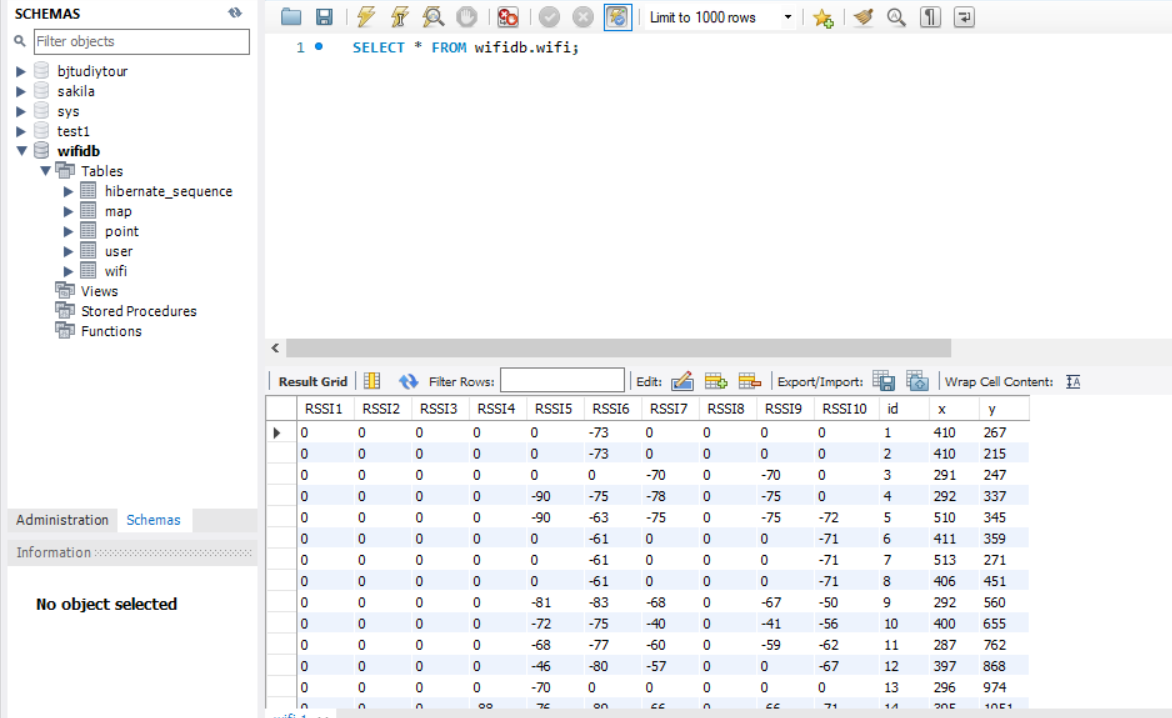 SCHEMAS
Filter objects
bjtudiytour
sakila
sys
test1
wifidb
Tables
hibernate_sequence
map
point
user
wifi
Views
Stored Procedures
Functions
Administration Schemas
Information
No object selected
Limit to 1000 rows
1 SELECT * FROM wifidb.wifi;
Result Grid Filter Rows: Edit: Export/Import: Wrap Cell Content: IA
RSSI1 RSSI2 RSSI3 RSSI4 RSSI5 RSSI6 RSSI7 RSSI8 RSSI9 RSSI10 id x y
0 0 0 0 0 -73 0 0 0 0 1 410 267
0 0 0 0 0 -73 0 0 0 0 2 410 215
0 0 0 0 0 0 -70 0 -70 0 3 291 247
0 0 0 0 -90 -75 -78 0 -75 0 4 292 337
0 0 0 0 -90 -63 -75 0 -75 -72 5 510 345
0 0 0 0 0 -61 0 0 0 -71 6 411 359
0 0 0 0 0 -61 0 0 0 -71 7 513 271
0 0 0 0 0 -61 0 0 0 -71 8 406 451
0 0 0 0 -81 -83 -68 0 -67 -50 9 292 560
0 0 0 0 -72 -75 -40 0 -41 -56 10 400 655
0 0 0 0 -68 -77 -60 0 -59 -62 11 287 762
0 0 0 0 -46 -80 -57 0 0 -67 12 397 868
0 0 0 0 -70 0 0 0 0 0 13 296 974